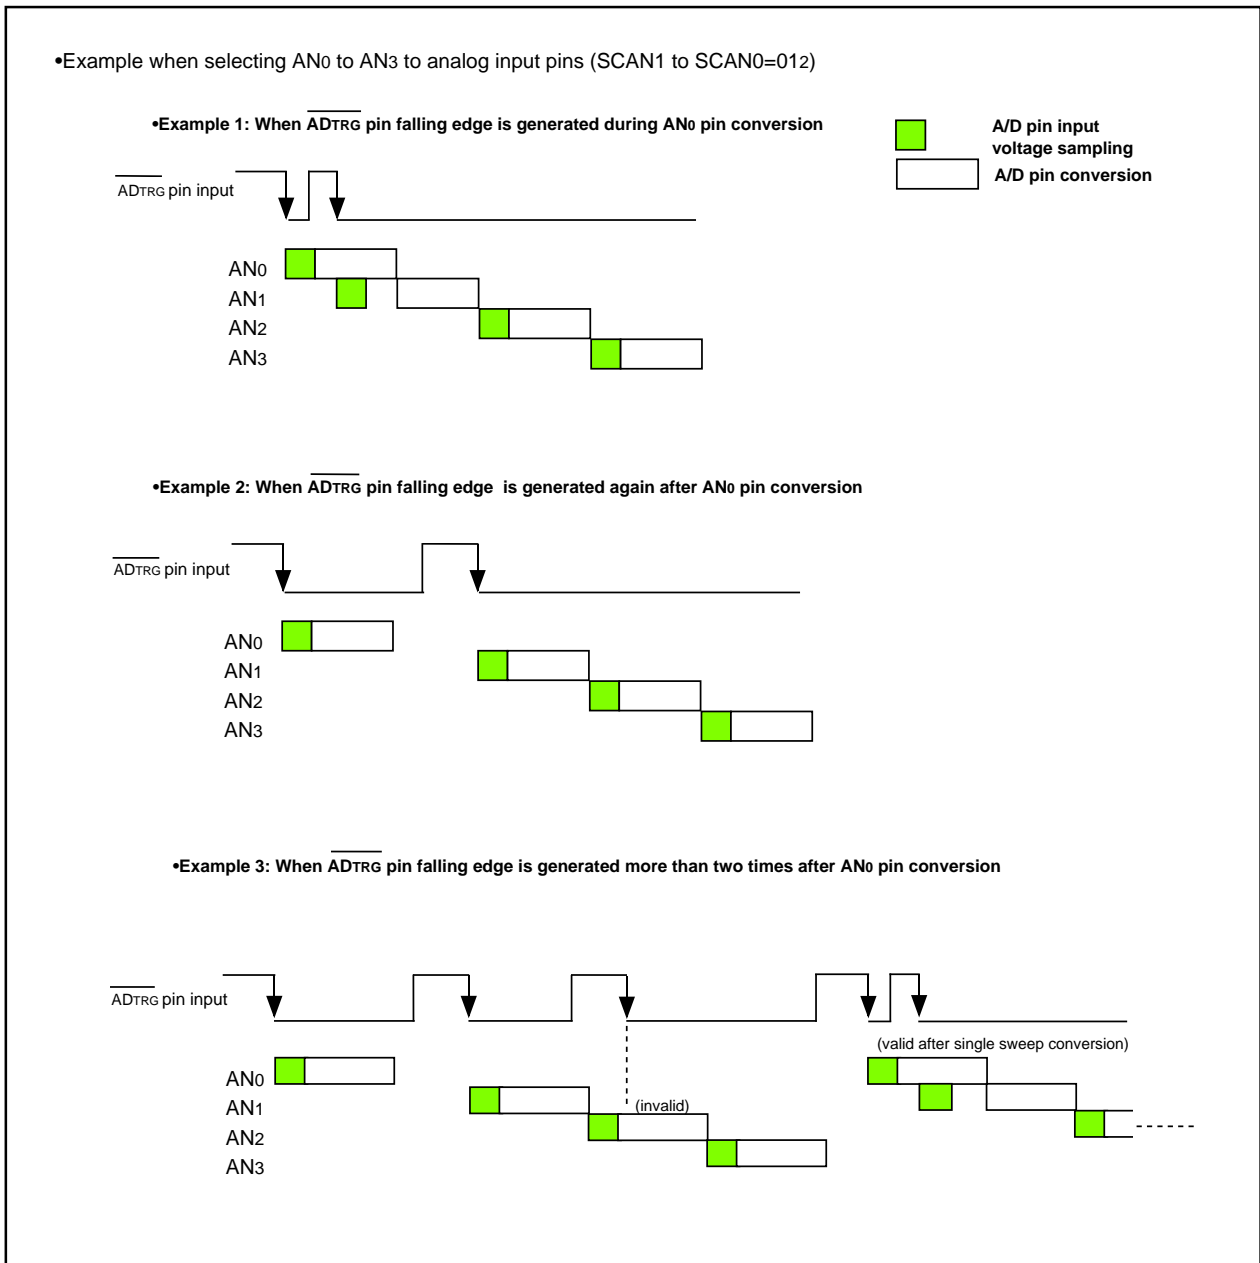 •Example when selecting AN0 to AN3 to analog input pins (SCAN1 to SCAN0=012)
•Example 1: When ADTRG pin falling edge is generated during AN0 pin conversion
A/D pin input
voltage sampling
A/D pin conversion
ADTRG pin input
AN0
AN1
AN2
AN3
•Example 2: When ADTRG pin falling edge is generated again after AN0 pin conversion
ADTRG pin input
AN0
AN1
AN2
AN3
•Example 3: When ADTRG pin falling edge is generated more than two times after AN0 pin conversion
ADTRG pin input
(valid after single sweep conversion)
AN0
AN1
(invalid)
AN2
AN3